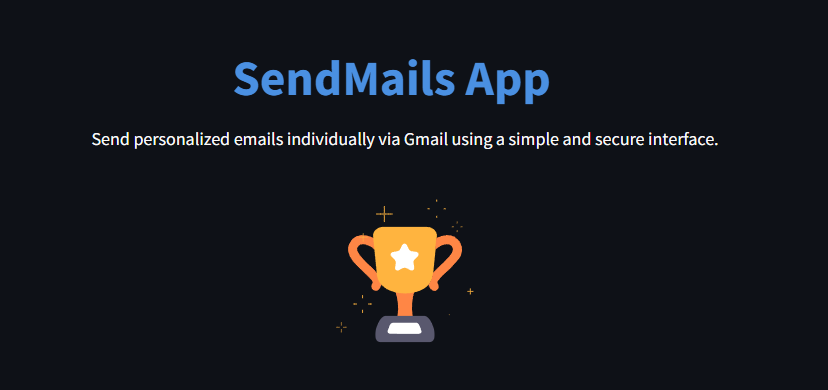 SendMails App
Send personalized emails individually via Gmail using a simple and secure interface.